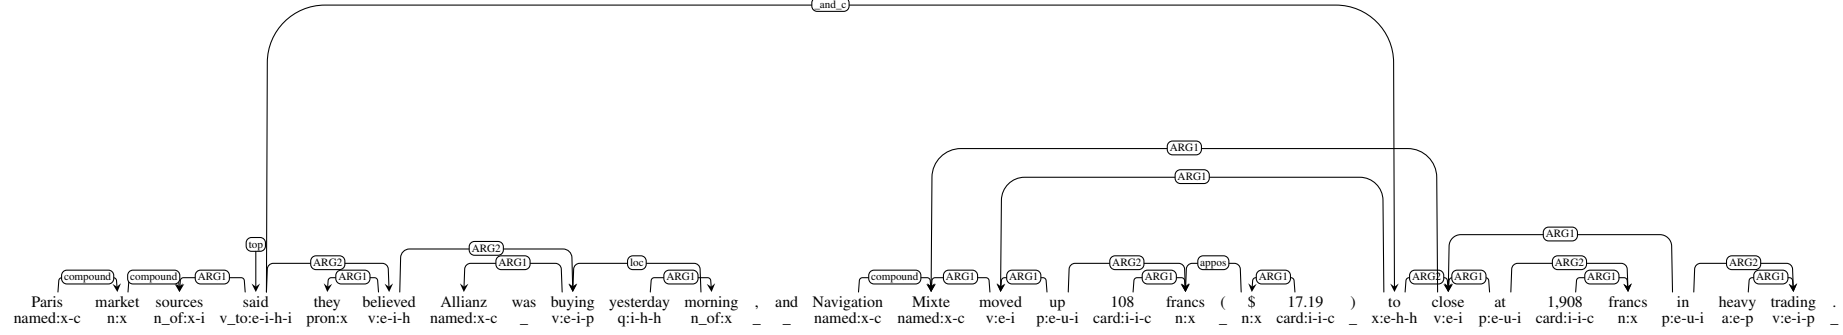 _and_c
ARG1
ARG1
top ARG2 ARG1 ARG2 ARG1
compound compound ARG1 ARG2 ARG1 ARG1 loc ARG1 compound ARG1 ARG1 ARG2 ARG1 appos ARG1 ARG2 ARG1 ARG2 ARG1 ARG2 ARG1
Paris market sources said they believed Allianz was buying yesterday morning , and Navigation Mixte moved up 108 francs ( $ 17.19 ) to close at 1,908 francs in heavy trading .
named:x-c n:x n_of:x-i v_to:e-i-h-i pron:x v:e-i-h named:x-c _ v:e-i-p q:i-h-h n_of:x _ _ named:x-c named:x-c v:e-i p:e-u-i card:i-i-c n:x _ n:x card:i-i-c _ x:e-h-h v:e-i p:e-u-i card:i-i-c n:x p:e-u-i a:e-p v:e-i-p _